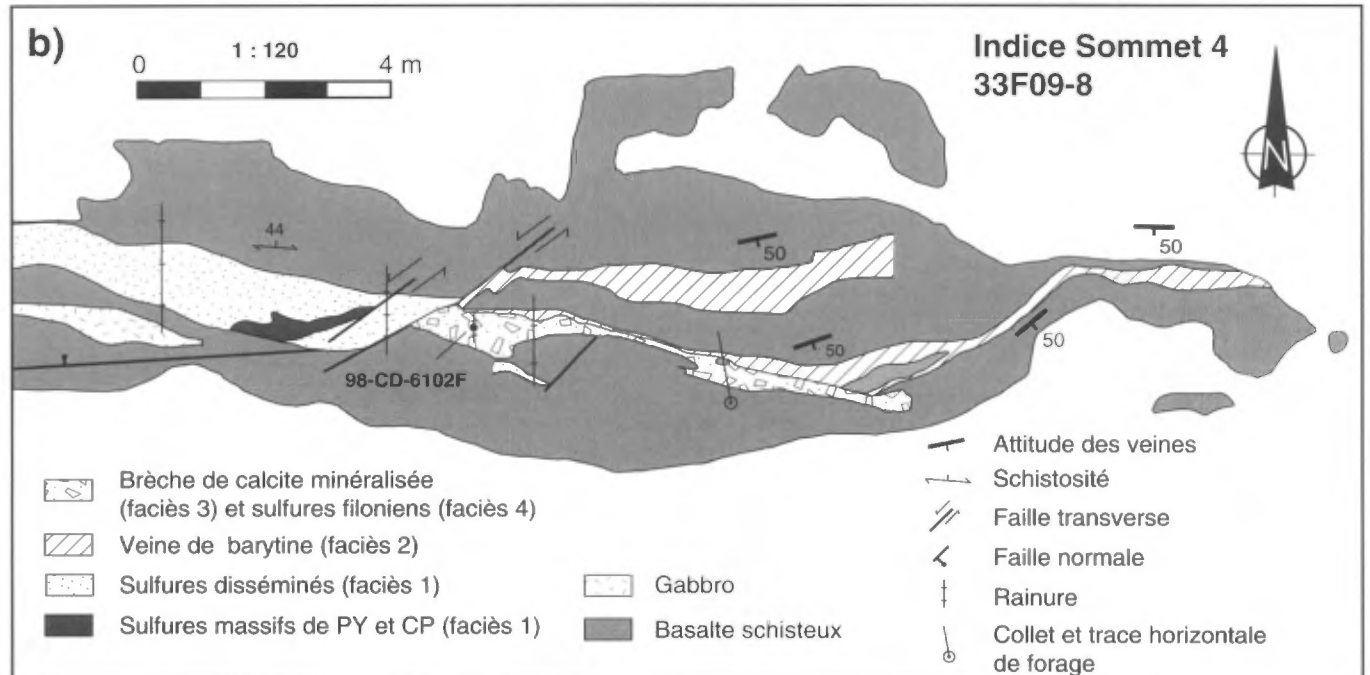 b)
1 : 120
0 4 m
Indice Sommet 4
33F09-8
N
44
50
50
50
50
98-CD-6102F
Brèche de calcite minéralisée
(faciès 3) et sulfures filoniens (faciès 4)
Veine de barytine (faciès 2)
Sulfures disséminés (faciès 1)
Sulfures massifs de PY et CP (faciès 1)
Gabbro
Basalte schisteux
Attitude des veines
Schistosité
Faille transverse
Faille normale
Rainure
Collet et trace horizontale
de forage